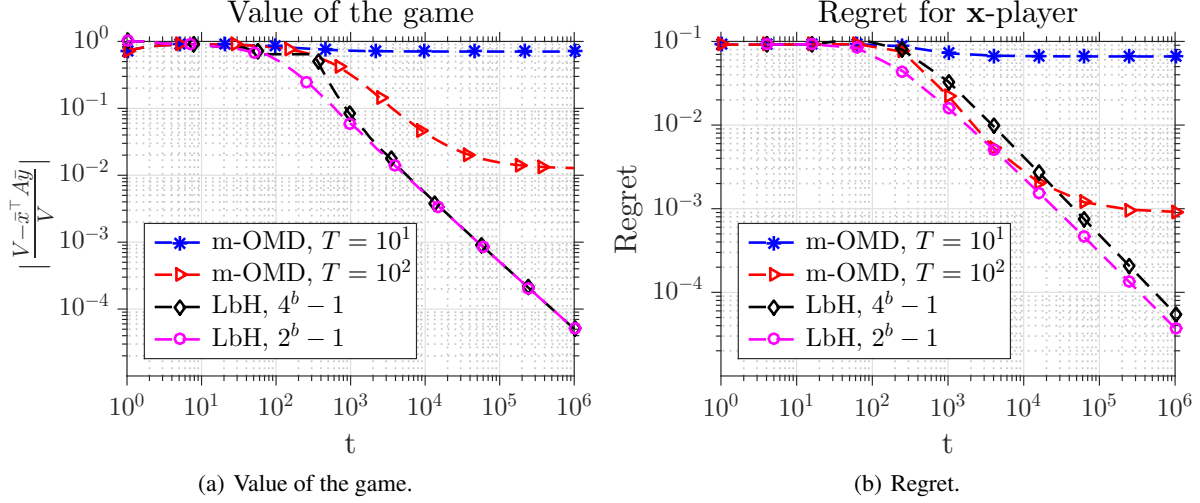 Value of the game
10^0
10^{-1}
10^{-2}
10^{-3}
10^{-4}
|\frac{V-\bar{x}^\top A\bar{y}}{V}|
m-OMD, T = 10^1
m-OMD, T = 10^2
LbH, 4^b − 1
LbH, 2^b − 1
10^0 10^1 10^2 10^3 10^4 10^5 10^6
t
(a) Value of the game.
Regret for x-player
10^{-1}
10^{-2}
10^{-3}
10^{-4}
Regret
m-OMD, T = 10^1
m-OMD, T = 10^2
LbH, 4^b − 1
LbH, 2^b − 1
10^0 10^1 10^2 10^3 10^4 10^5 10^6
t
(b) Regret.